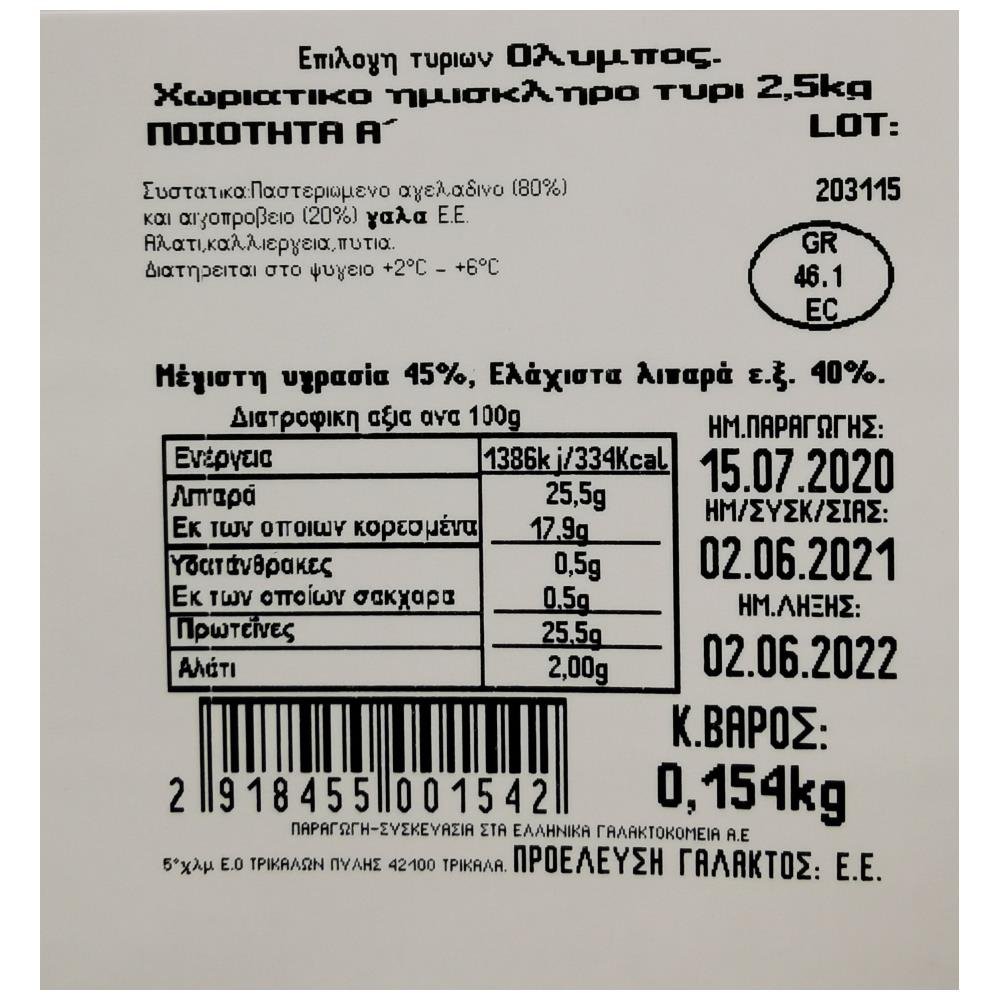 Επιλογη τυριων Ολυμπος.
Χωριατικο ημισκληρο τυρι 2,5kg
ΠΟΙΟΤΗΤΑ Α΄
LOT:
203115
Συστατικα:Παστεριωμενο αγελαδινο (80%)
και αιγοπροβειο (20%) γαλα Ε.Ε.
Αλατι,καλλιεργεια,πυτια.
Διατηρειται στο ψυγειο +2°C - +6°C
GR
46.1
EC
Μέγιστη υγρασία 45%, Ελάχιστα λιπαρά ε.ξ. 40%.
Διατροφικη αξια ανα 100g
Ενέργεια 1386kj/334Kcal
Λιπαρά 25,5g
Εκ των οποιων κορεσμένα 17,9g
Υδατάνθρακες 0,5g
Εκ των οποίων σακχαρα 0,5g
Πρωτεΐνες 25,5g
Αλάτι 2,00g
ΗΜ.ΠΑΡΑΓΩΓΗΣ:
15.07.2020
ΗΜ/ΣΥΣΚ/ΣΙΑΣ:
02.06.2021
ΗΜ.ΛΗΞΗΣ:
02.06.2022
Κ.ΒΑΡΟΣ:
0,154kg
2 918455 001542
ΠΑΡΑΓΩΓΗ-ΣΥΣΚΕΥΑΣΙΑ ΣΤΑ ΕΛΛΗΝΙΚΑ ΓΑΛΑΚΤΟΚΟΜΕΙΑ Α.Ε
5°χλμ Ε.Ο ΤΡΙΚΑΛΩΝ ΠΥΛΗΣ 42100 ΤΡΙΚΑΛΑ. ΠΡΟΕΛΕΥΣΗ ΓΑΛΑΚΤΟΣ: Ε.Ε.